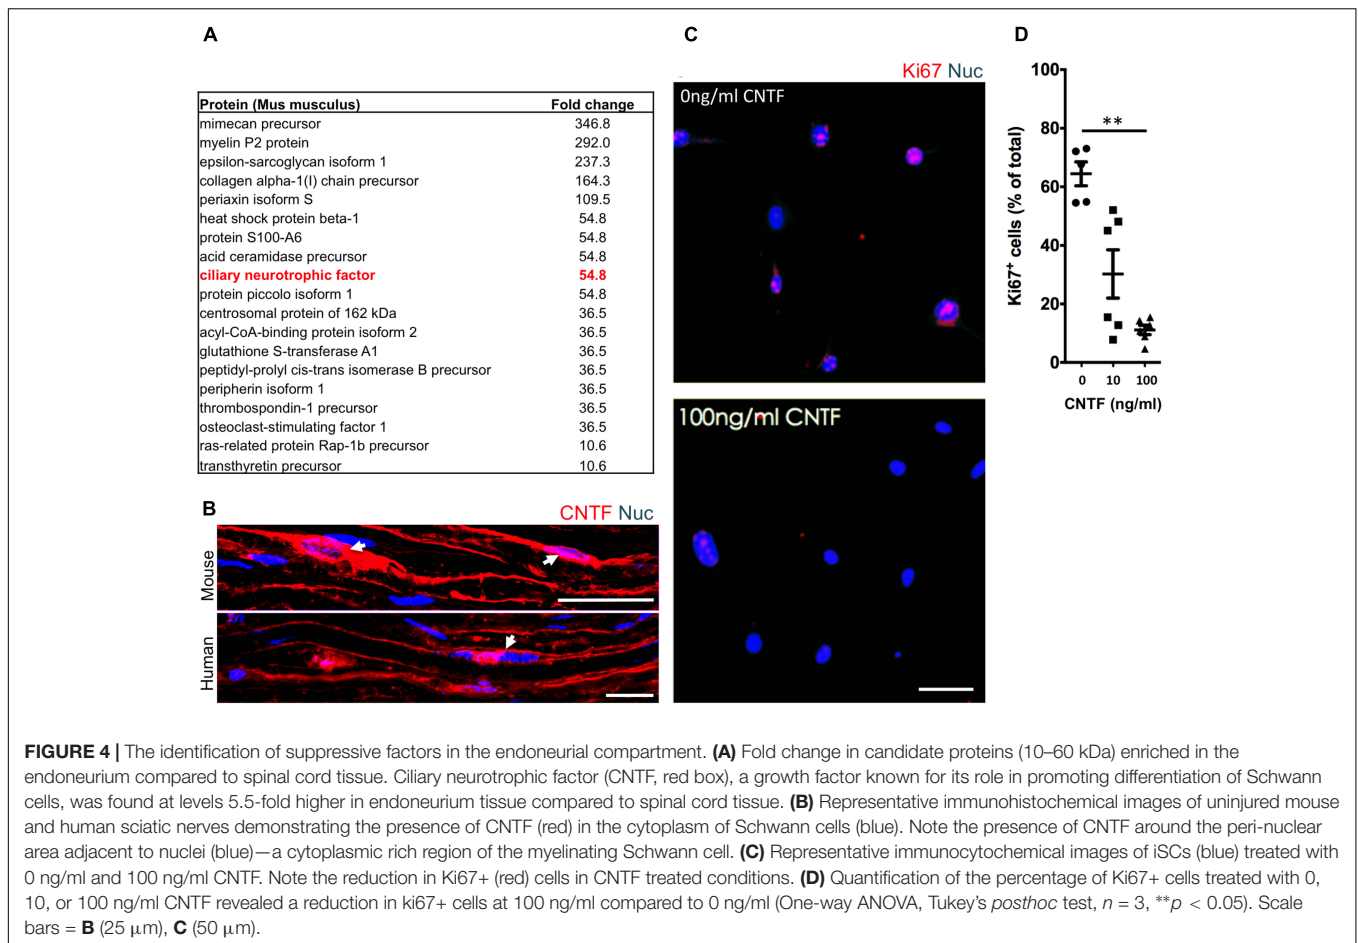 A
Protein (Mus musculus) Fold change
mimecan precursor 346.8
myelin P2 protein 292.0
epsilon-sarcoglycan isoform 1 237.3
collagen alpha-1(I) chain precursor 164.3
periaxin isoform S 109.5
heat shock protein beta-1 54.8
protein S100-A6 54.8
acid ceramidase precursor 54.8
ciliary neurotrophic factor 54.8
protein piccolo isoform 1 54.8
centrosomal protein of 162 kDa 36.5
acyl-CoA-binding protein isoform 2 36.5
glutathione S-transferase A1 36.5
peptidyl-prolyl cis-trans isomerase B precursor 36.5
peripherin isoform 1 36.5
thrombospondin-1 precursor 36.5
osteoclast-stimulating factor 1 36.5
ras-related protein Rap-1b precursor 10.6
transthyretin precursor 10.6
B
CNTF Nuc
Mouse
Human
C
Ki67 Nuc
0ng/ml CNTF
100ng/ml CNTF
D
Ki67+ cells (% of total)
100
80
60
40
20
0
**
0 10 100
CNTF (ng/ml)
FIGURE 4 | The identification of suppressive factors in the endoneurial compartment. (A) Fold change in candidate proteins (10–60 kDa) enriched in the
endoneurium compared to spinal cord tissue. Ciliary neurotrophic factor (CNTF, red box), a growth factor known for its role in promoting differentiation of Schwann
cells, was found at levels 5.5-fold higher in endoneurium tissue compared to spinal cord tissue. (B) Representative immunohistochemical images of uninjured mouse
and human sciatic nerves demonstrating the presence of CNTF (red) in the cytoplasm of Schwann cells (blue). Note the presence of CNTF around the peri-nuclear
area adjacent to nuclei (blue)—a cytoplasmic rich region of the myelinating Schwann cell. (C) Representative immunocytochemical images of iSCs (blue) treated with
0 ng/ml and 100 ng/ml CNTF. Note the reduction in Ki67+ (red) cells in CNTF treated conditions. (D) Quantification of the percentage of Ki67+ cells treated with 0,
10, or 100 ng/ml CNTF revealed a reduction in ki67+ cells at 100 ng/ml compared to 0 ng/ml (One-way ANOVA, Tukey's posthoc test, n = 3, **p < 0.05). Scale
bars = B (25 μm), C (50 μm).